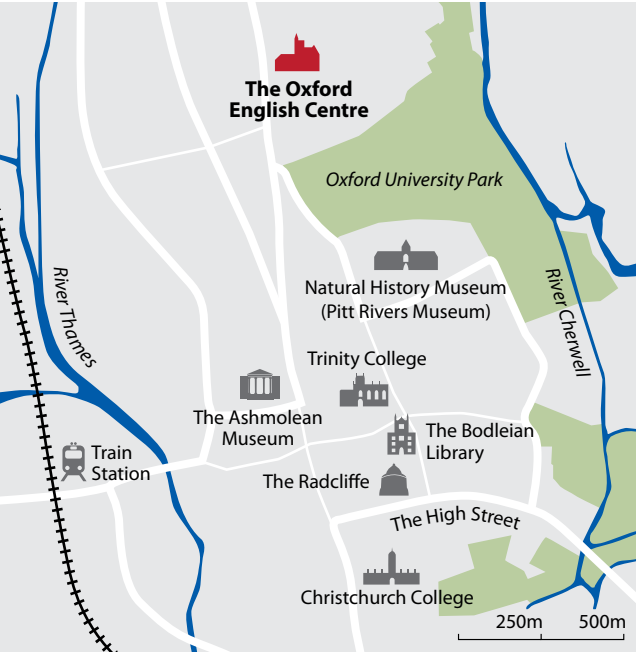 The Oxford
English Centre
Oxford University Park
Natural History Museum
(Pitt Rivers Museum)
River Thames
River Cherwell
Trinity College
The Ashmolean
Museum
The Bodleian
Library
Train
Station
The Radcliffe
The High Street
Christchurch College
250m 500m